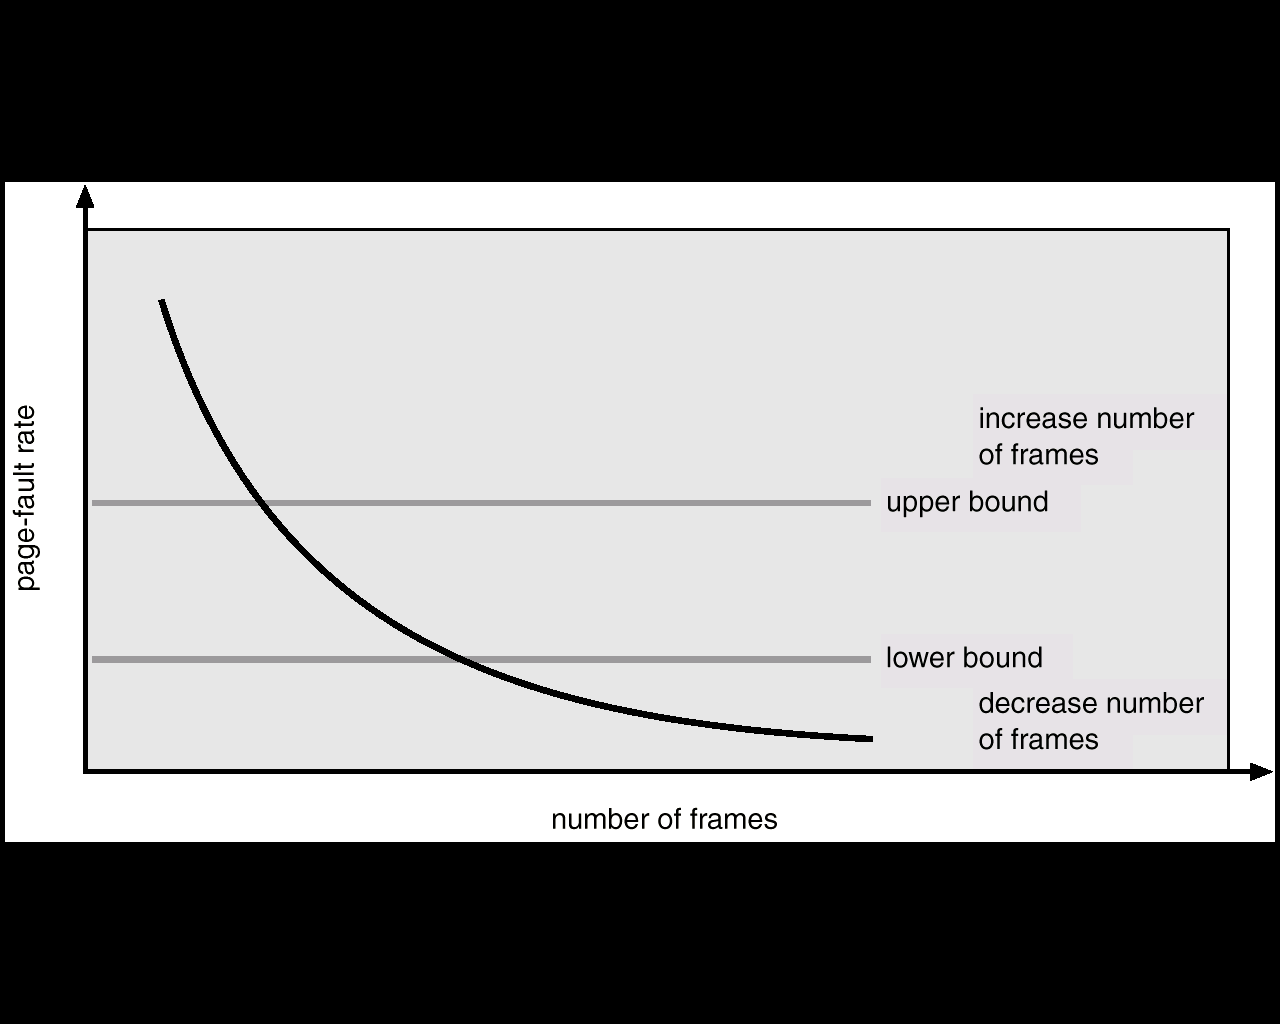 increase number
of frames
upper bound
page-fault rate
lower bound
decrease number
of frames
number of frames